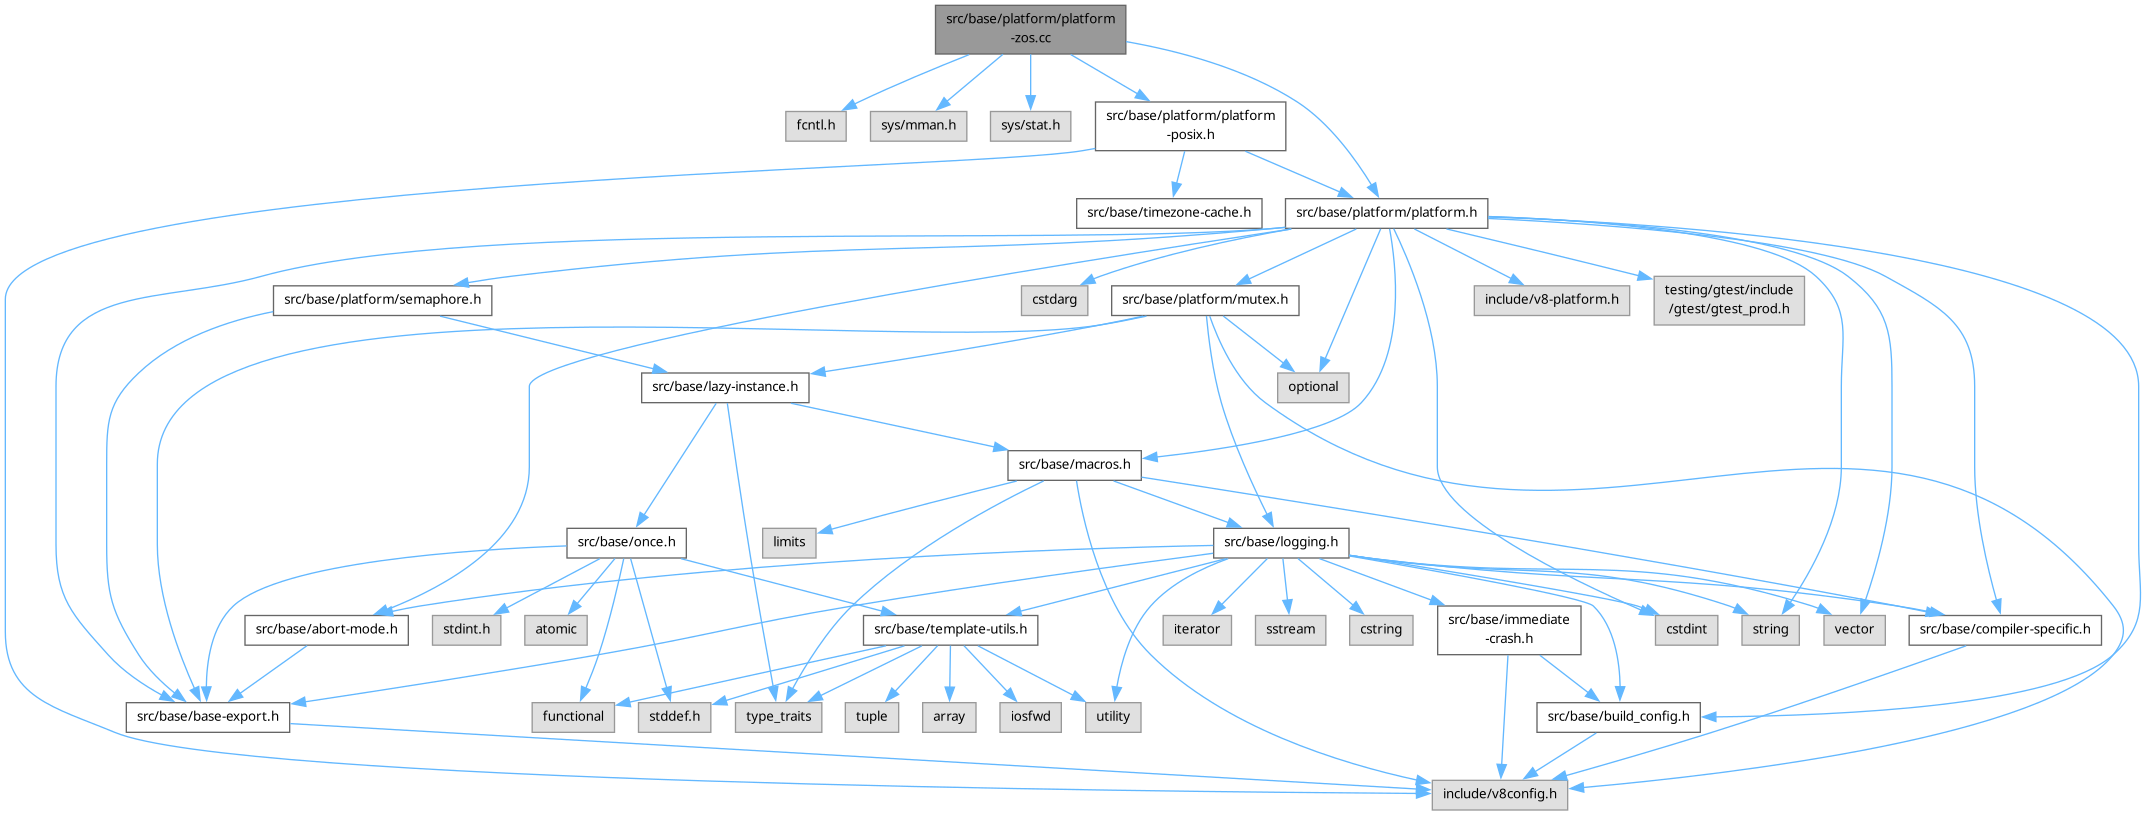 src/base/platform/platform
-zos.cc
fcntl.h
sys/mman.h
sys/stat.h
src/base/platform/platform
-posix.h
src/base/timezone-cache.h
src/base/platform/platform.h
src/base/platform/semaphore.h
cstdarg
src/base/platform/mutex.h
include/v8-platform.h
testing/gtest/include
/gtest/gtest_prod.h
src/base/lazy-instance.h
optional
src/base/macros.h
src/base/once.h
limits
src/base/logging.h
src/base/abort-mode.h
stdint.h
atomic
src/base/template-utils.h
iterator
sstream
cstring
src/base/immediate
-crash.h
cstdint
string
vector
src/base/compiler-specific.h
src/base/base-export.h
functional
stddef.h
type_traits
tuple
array
iosfwd
utility
src/base/build_config.h
include/v8config.h